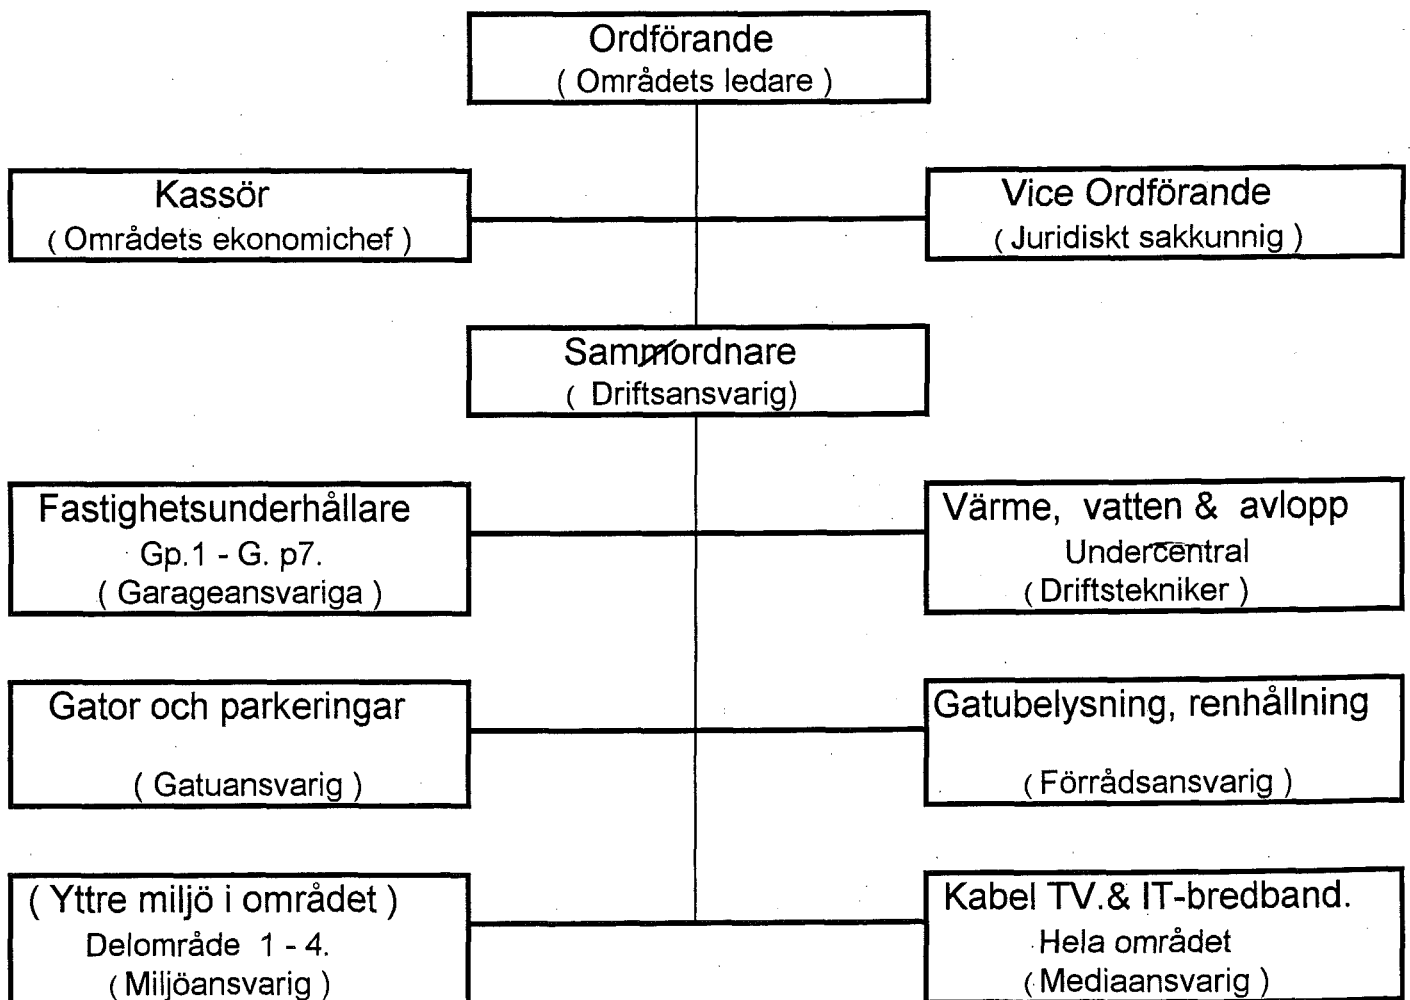 Ordförande
( Områdets ledare )
Kassör
( Områdets ekonomichef )
Vice Ordförande
( Juridiskt sakkunnig )
Sammordnare
( Driftsansvarig)
Fastighetsunderhållare
Gp.1 - G. p7.
( Garageansvariga )
Värme, vatten & avlopp
Undercentral
( Driftstekniker )
Gator och parkeringar
( Gatuansvarig )
Gatubelysning, renhållning
( Förrådsansvarig )
( Yttre miljö i området )
Delområde 1 - 4.
( Miljöansvarig )
Kabel TV.& IT-bredband.
Hela området
( Mediaansvarig )